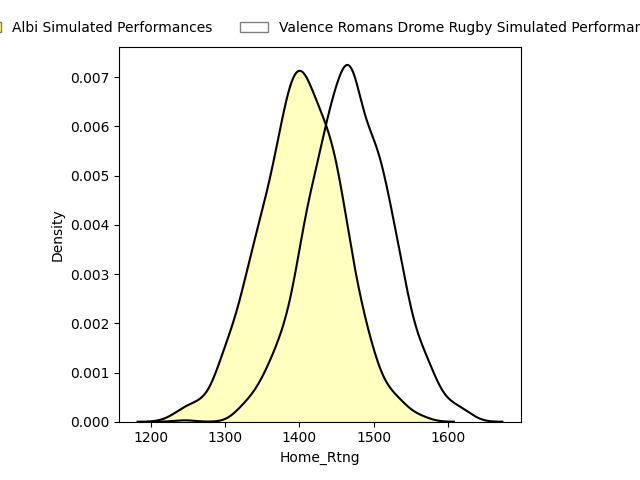 Albi Simulated Performances Valence Romans Drome Rugby Simulated Performar
0.007
0.006
0.005
0.004
0.003
0.002
0.001
0.000
Density
1200 1300 1400 1500 1600
Home_Rtng